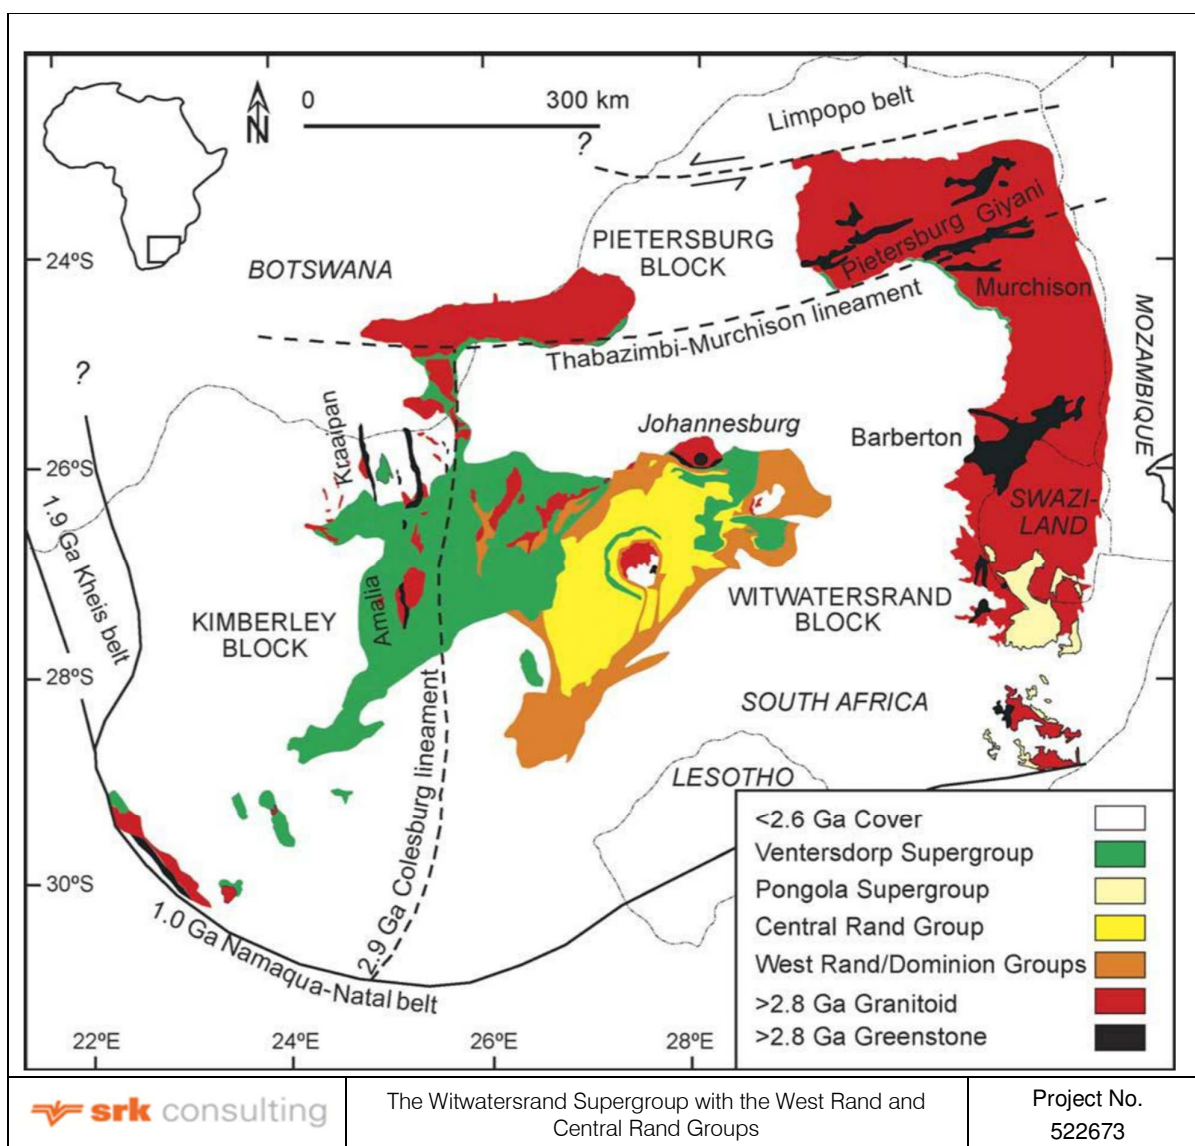 0 300 km
N
?
Limpopo belt
PIETERSBURG
BLOCK
Pietersburg
Giyani
24ºS
BOTSWANA
Murchison
Thabazimbi-Murchison lineament
MOZAMBIQUE
?
Kraaipan
Johannesburg
Barberton
26ºS
SWAZI-
LAND
1.9 Ga Kheis belt
Amalia
KIMBERLEY
BLOCK
WITWATERSRAND
BLOCK
28ºS
SOUTH AFRICA
2.9 Ga Colesburg lineament
LESOTHO
30ºS
1.0 Ga Namaqua-Natal belt
<2.6 Ga Cover
Ventersdorp Supergroup
Pongola Supergroup
Central Rand Group
West Rand/Dominion Groups
>2.8 Ga Granitoid
>2.8 Ga Greenstone
22ºE 24ºE 26ºE 28ºE
srk consulting
The Witwatersrand Supergroup with the West Rand and
Central Rand Groups
Project No.
522673